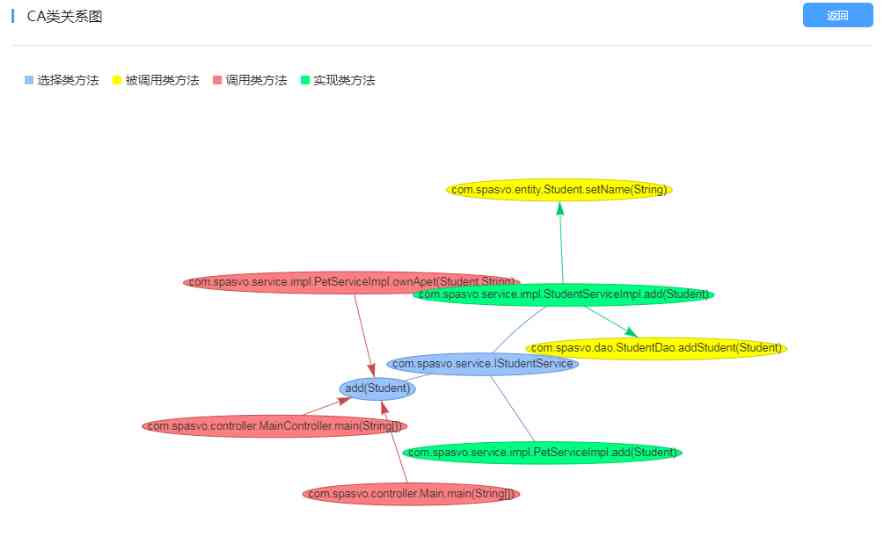 CA类关系图
返回
选择类方法 被调用类方法 调用类方法 实现类方法
com.spasvo.entity.Student.setName(String)
com.spasvo.service.impl.PetServiceImpl.ownApet(Student,String)
com.spasvo.service.impl.StudentServiceImpl.add(Student)
com.spasvo.dao.StudentDao.addStudent(Student)
com.spasvo.service.IStudentService
add(Student)
com.spasvo.controller.MainController.main(String[])
com.spasvo.service.impl.PetServiceImpl.add(Student)
com.spasvo.controller.Main.main(String[])